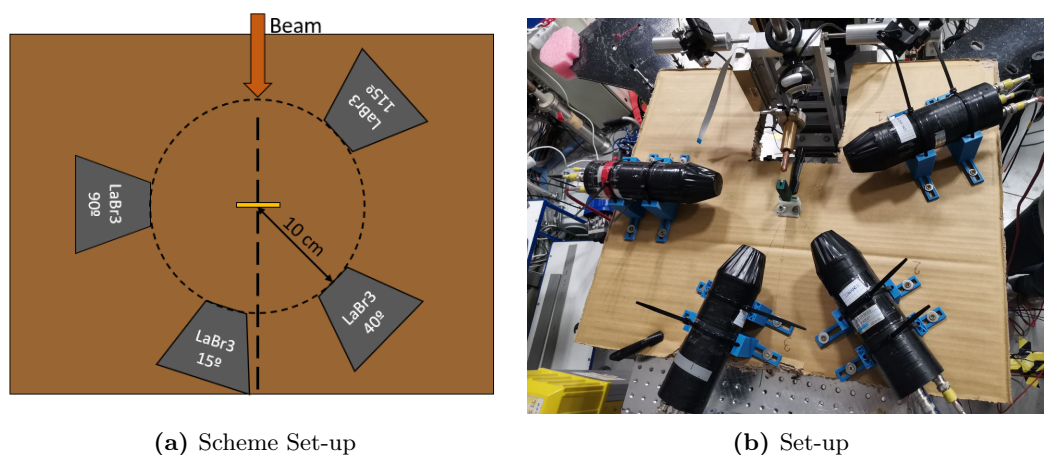 Beam
LaBr3
115º
LaBr3
90º
10 cm
LaBr3
40º
LaBr3
15º
(a) Scheme Set-up
(b) Set-up